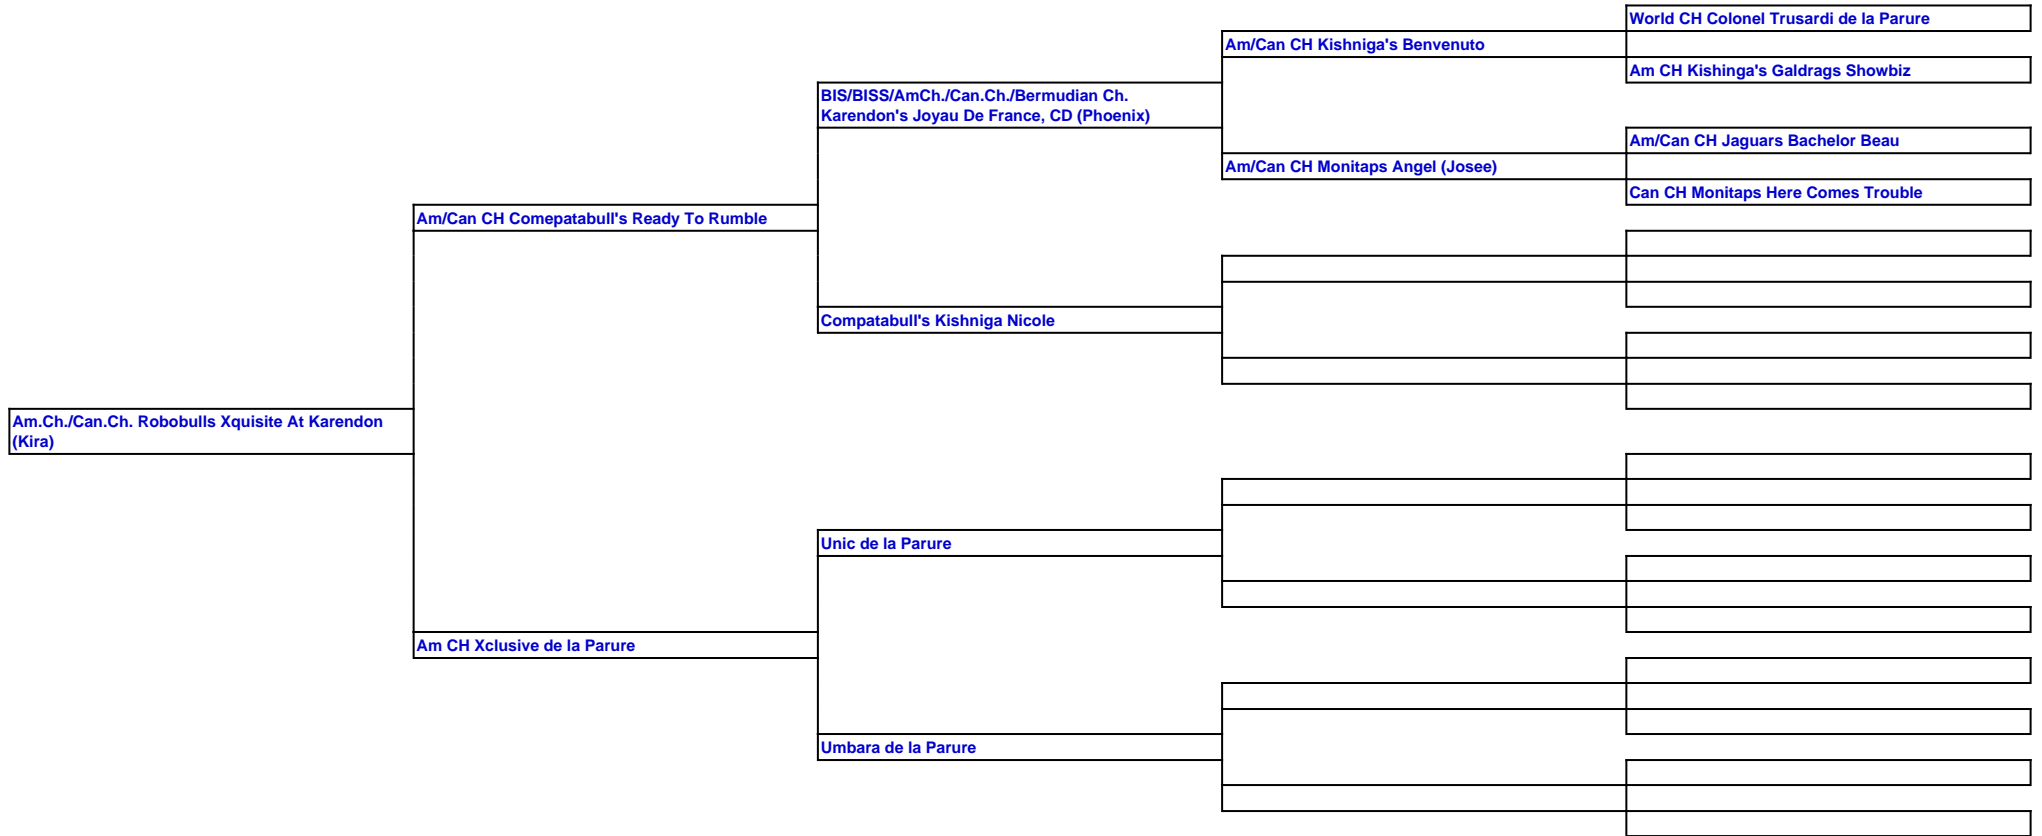 World CH Colonel Trusardi de la Parure
Am/Can CH Kishniga's Benvenuto
Am CH Kishinga's Galdrags Showbiz
BIS/BISS/AmCh./Can.Ch./Bermudian Ch.
Karendon's Joyau De France, CD (Phoenix)
Am/Can CH Jaguars Bachelor Beau
Am/Can CH Monitaps Angel (Josee)
Can CH Monitaps Here Comes Trouble
Am/Can CH Comepatabull's Ready To Rumble
Compatabull's Kishniga Nicole
Am.Ch./Can.Ch. Robobulls Xquisite At Karendon
(Kira)
Unic de la Parure
Am CH Xclusive de la Parure
Umbara de la Parure